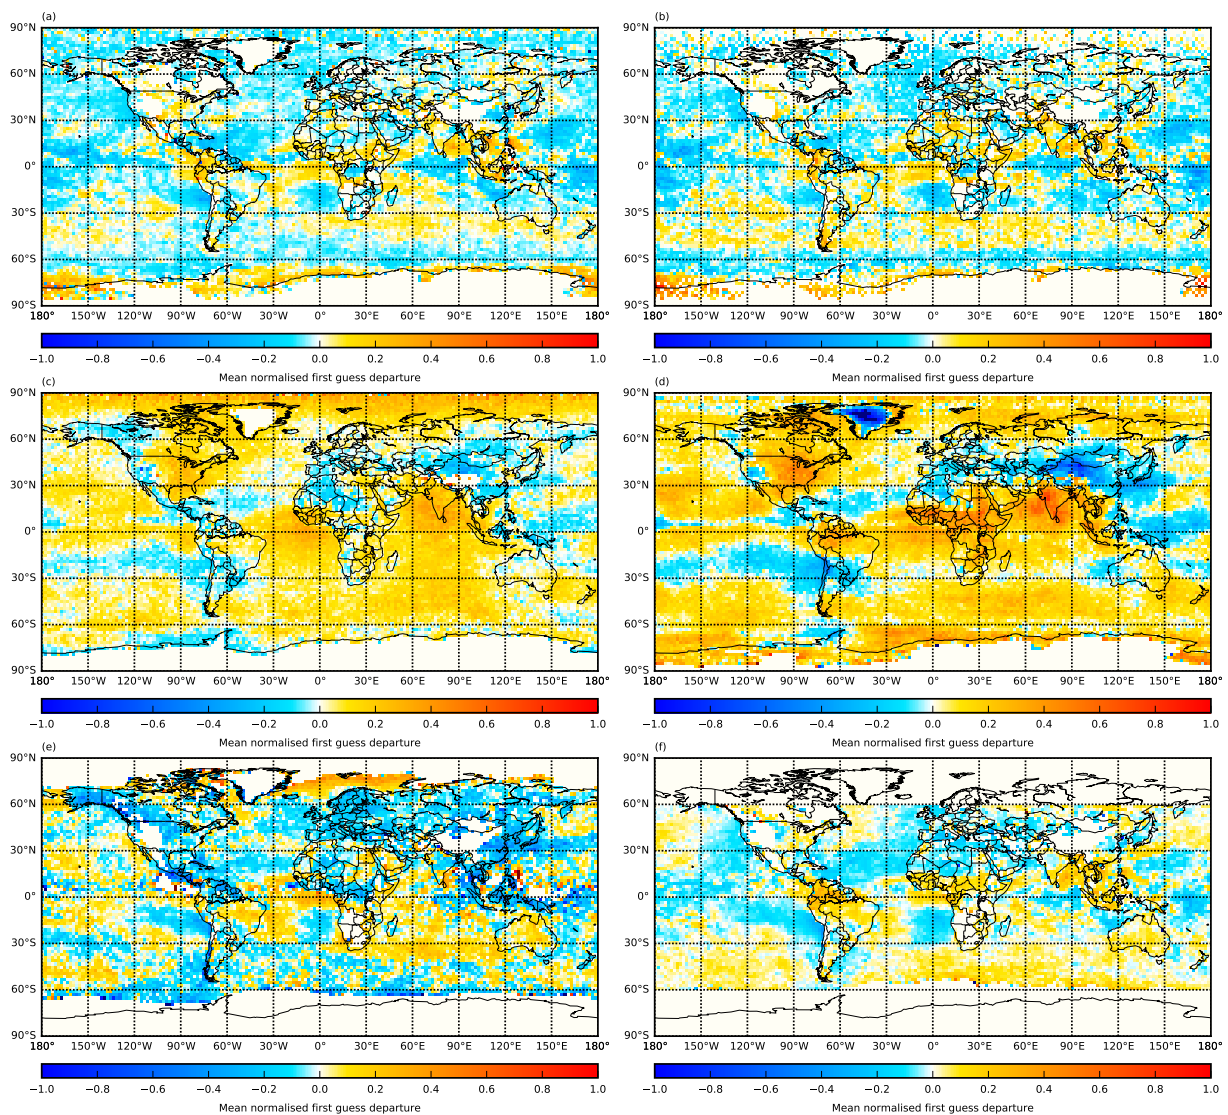 (a) (b)
90°N 90°N
60°N 60°N
30°N 30°N
0° 0°
30°S 30°S
60°S 60°S
90°S 90°S
180° 150°W 120°W 90°W 60°W 30°W 0° 30°E 60°E 90°E 120°E 150°E 180° 180° 150°W 120°W 90°W 60°W 30°W 0° 30°E 60°E 90°E 120°E 150°E 180°
−1.0 −0.8 −0.6 −0.4 −0.2 0.0 0.2 0.4 0.6 0.8 1.0 −1.0 −0.8 −0.6 −0.4 −0.2 0.0 0.2 0.4 0.6 0.8 1.0
Mean normalised first guess departure Mean normalised first guess departure
(c) (d)
90°N 90°N
60°N 60°N
30°N 30°N
0° 0°
30°S 30°S
60°S 60°S
90°S 90°S
180° 150°W 120°W 90°W 60°W 30°W 0° 30°E 60°E 90°E 120°E 150°E 180° 180° 150°W 120°W 90°W 60°W 30°W 0° 30°E 60°E 90°E 120°E 150°E 180°
−1.0 −0.8 −0.6 −0.4 −0.2 0.0 0.2 0.4 0.6 0.8 1.0 −1.0 −0.8 −0.6 −0.4 −0.2 0.0 0.2 0.4 0.6 0.8 1.0
Mean normalised first guess departure Mean normalised first guess departure
(e) (f)
90°N 90°N
60°N 60°N
30°N 30°N
0° 0°
30°S 30°S
60°S 60°S
90°S 90°S
180° 150°W 120°W 90°W 60°W 30°W 0° 30°E 60°E 90°E 120°E 150°E 180° 180° 150°W 120°W 90°W 60°W 30°W 0° 30°E 60°E 90°E 120°E 150°E 180°
−1.0 −0.8 −0.6 −0.4 −0.2 0.0 0.2 0.4 0.6 0.8 1.0 −1.0 −0.8 −0.6 −0.4 −0.2 0.0 0.2 0.4 0.6 0.8 1.0
Mean normalised first guess departure Mean normalised first guess departure